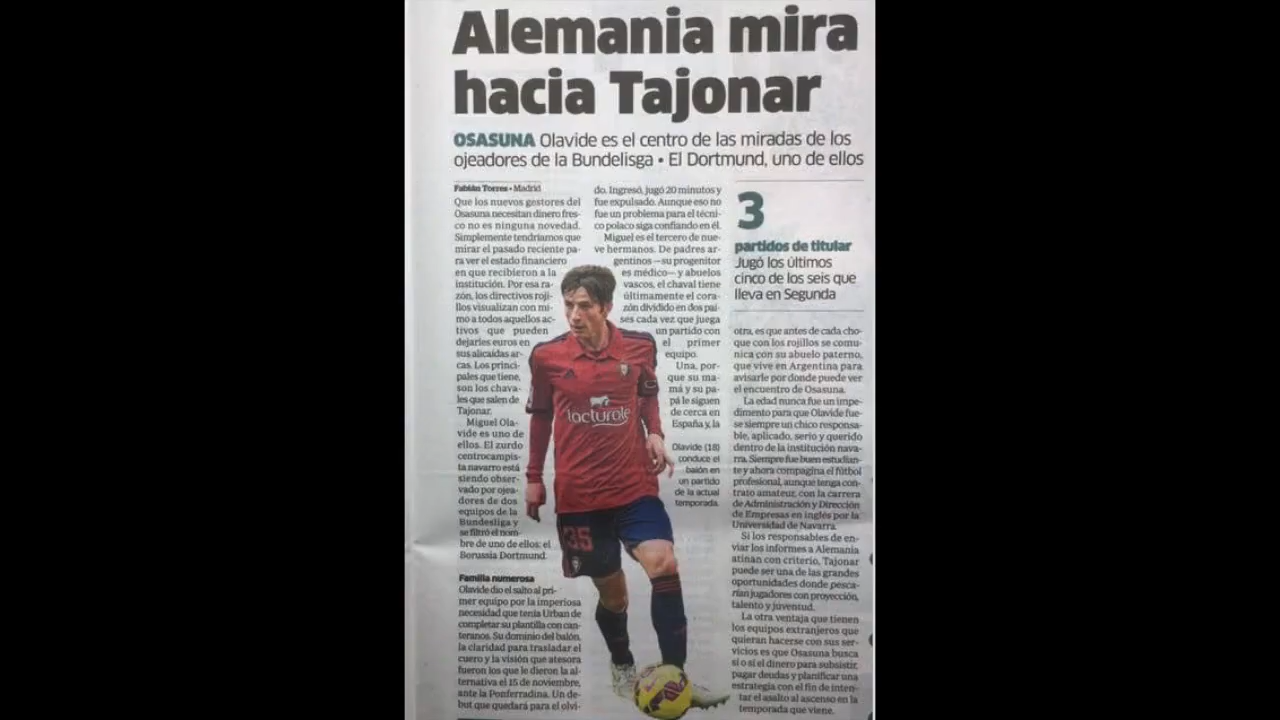 Alemania mira
hacia Tajonar
OSASUNA Olavide es el centro de las miradas de los
ojeadores de la Bundelisga • El Dortmund, uno de ellos
Fabián Torres • Madrid
Que los nuevos gestores del
Osasuna necesitan dinero fres-
co no es ninguna novedad.
Simplemente tendríamos que
mirar el pasado reciente pa-
ra ver el estado financiero
en que recibieron a la
institución. Por esa ra-
zón, los directivos roji-
llos visualizan con mi-
mo a todos aquellos ac-
tivos que pueden
dejarles euros en
sus alicaídas ar-
cas. Los princi-
pales que tiene,
son los chava-
les que salen de
Tajonar.
Miguel Ola-
vide es uno de
ellos. El zurdo
centrocampis-
ta navarro está
siendo obser-
vado por ojea-
dores de dos
equipos de la
Bundesliga y
se filtró el nom-
bre de uno de ellos: el
Borussia Dortmund.
Familia numerosa
Olavide dio el salto al pri-
mer equipo por la imperiosa
necesidad que tenía Urban de
completar su plantilla con can-
teranos. Su dominio del balón,
la claridad para trasladar el
cuero y la visión que atesora
fueron los que le dieron la al-
ternativa el 15 de noviembre,
ante la Ponferradina. Un de-
but que quedará para el olvi-
do. Ingresó, jugó 20 minutos y
fue expulsado. Aunque eso no
fue un problema para el técni-
co polaco siga confiando en él.
Miguel es el tercero de nue-
ve hermanos. De padres ar-
gentinos —su progenitor
es médico— y abuelos
vascos, el chaval tiene
últimamente el cora-
zón dividido en dos paí-
ses cada vez que juega
un partido con
el primer
equipo.
Una, por-
que su ma-
má y su pa-
pá le siguen
de cerca en
España y, la
Olavide (18)
conduce el
balón en
un partido
de la actual
temporada.
facturale
35
3
partidos de titular
Jugó los últimos
cinco de los seis que
lleva en Segunda
otra, es que antes de cada cho-
que con los rojillos se comu-
nica con su abuelo paterno,
que vive en Argentina para
avisarle por donde puede ver
el encuentro de Osasuna.
La edad nunca fue un impe-
dimento para que Olavide fue-
se siempre un chico responsa-
ble, aplicado, serio y querido
dentro de la institución nava-
rra. Siempre fue buen estudian-
te y ahora compagina el fútbol
profesional, aunque tenga con-
trato amateur, con la carrera
de Administración y Dirección
de Empresas en inglés por la
Universidad de Navarra.
Si los responsables de en-
viar los informes a Alemania
atinan con criterio, Tajonar
puede ser una de las grandes
oportunidades donde pesca-
rían jugadores con proyección,
talento y juventud.
La otra ventaja que tienen
los equipos extranjeros que
quieran hacerse con sus ser-
vicios es que Osasuna busca
sí o sí el dinero para subsistir,
pagar deudas y planificar una
estrategia con el fin de inten-
tar el asalto al ascenso en la
temporada que viene.